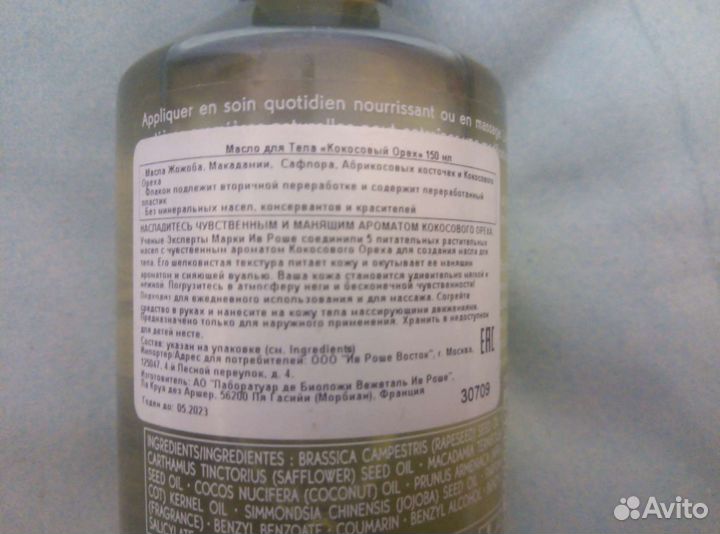 Appliquer en soin quotidien nourrissant ou en massage
Масло для Тела «Кокосовый Орех» 150 мл
Масла Жожоба, Макадамии, Сафлора, Абрикосовых косточек и Кокосового
Ореха
Флакон подлежит вторичной переработке и содержит переработанный
пластик
Без минеральных масел, консервантов и красителей
НАСЛАДИТЕСЬ ЧУВСТВЕННЫМ И МАНЯЩИМ АРОМАТОМ КОКОСОВОГО ОРЕХА.
Ученые Эксперты Марки Ив Роше соединили 5 питательных растительных
масел с чувственным ароматом Кокосового Ореха для создания масла для
тела. Его шелковистая текстура питает кожу и окутывает ее манящим
ароматом и сияющей вуалью. Ваша кожа становится удивительно мягкой и
нежной. Погрузитесь в атмосферу неги и бесконечной чувственности!
Подходит для ежедневного использования и для массажа. Согрейте
средство в руках и нанесите на кожу тела массирующими движениями.
Предназначено только для наружного применения. Хранить в недоступном
для детей месте.
Состав: указан на упаковке (см. Ingredients)
Импортёр/Адрес для потребителей: ООО "Ив Роше Восток", г. Москва,
125047, 4-й Лесной переулок, д. 4.
Изготовитель: АО "Лаборатуар де Биоложи Вежеталь Ив Роше",
Ля Круа дез Аршер, 56200 Ля Гасийи (Морбиан), Франция
EAC
30709
Годен до: 05.2023
INGREDIENTS/INGREDIENTES : BRASSICA CAMPESTRIS (RAPESEED) SEED OIL
CARTHAMUS TINCTORIUS (SAFFLOWER) SEED OIL • MACADAMIA
SEED OIL • COCOS NUCIFERA (COCONUT) OIL • PRUNUS ARMENIACA
COT) KERNEL OIL • SIMMONDSIA CHINENSIS (JOJOBA) SEED OIL
(FRAGRANCE) • BENZYL BENZOATE • COUMARIN • BENZYL ALCOHOL
SALICYLATE
Avito